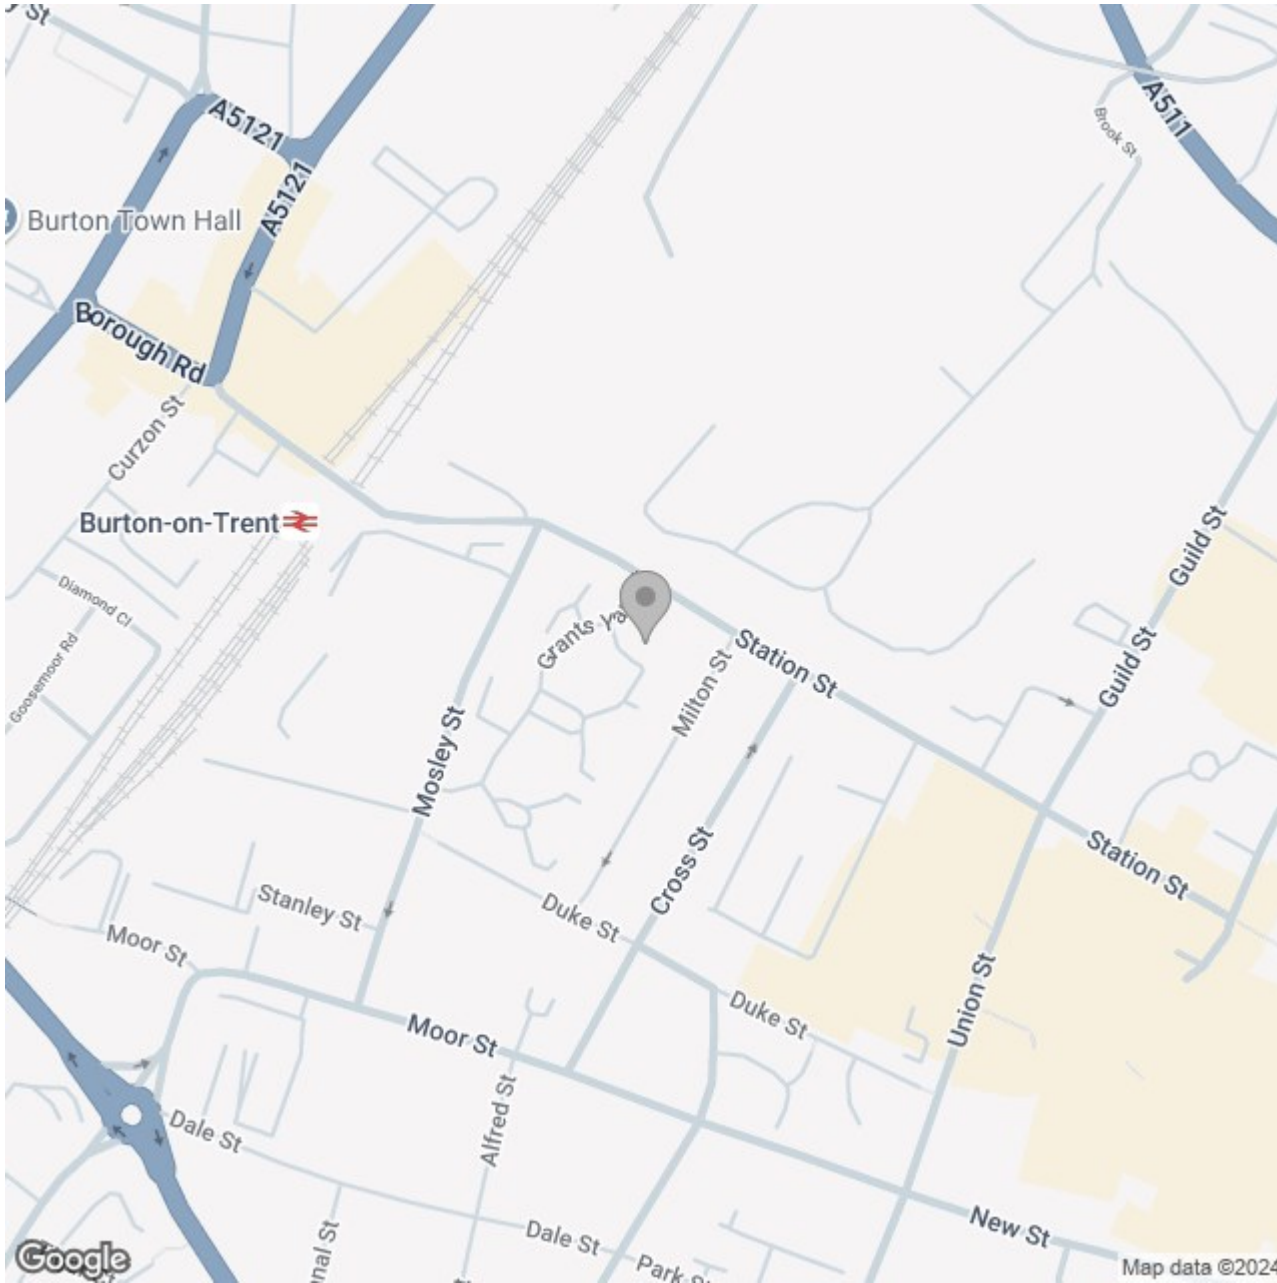 St
A5121
A511
Brook St
A5121
Burton Town Hall
Borough Rd
Curzon St
Burton-on-Trent
Guild St
Diamond Cl
Goosemoor Rd
Grants
Station St
Guild St
Milton St
Mosley St
Cross St
Station St
Stanley St
Duke St
Moor St
Union St
Duke St
Moor St
Alfred St
Dale St
New St
Dale St
Park
Google
Map data ©2024